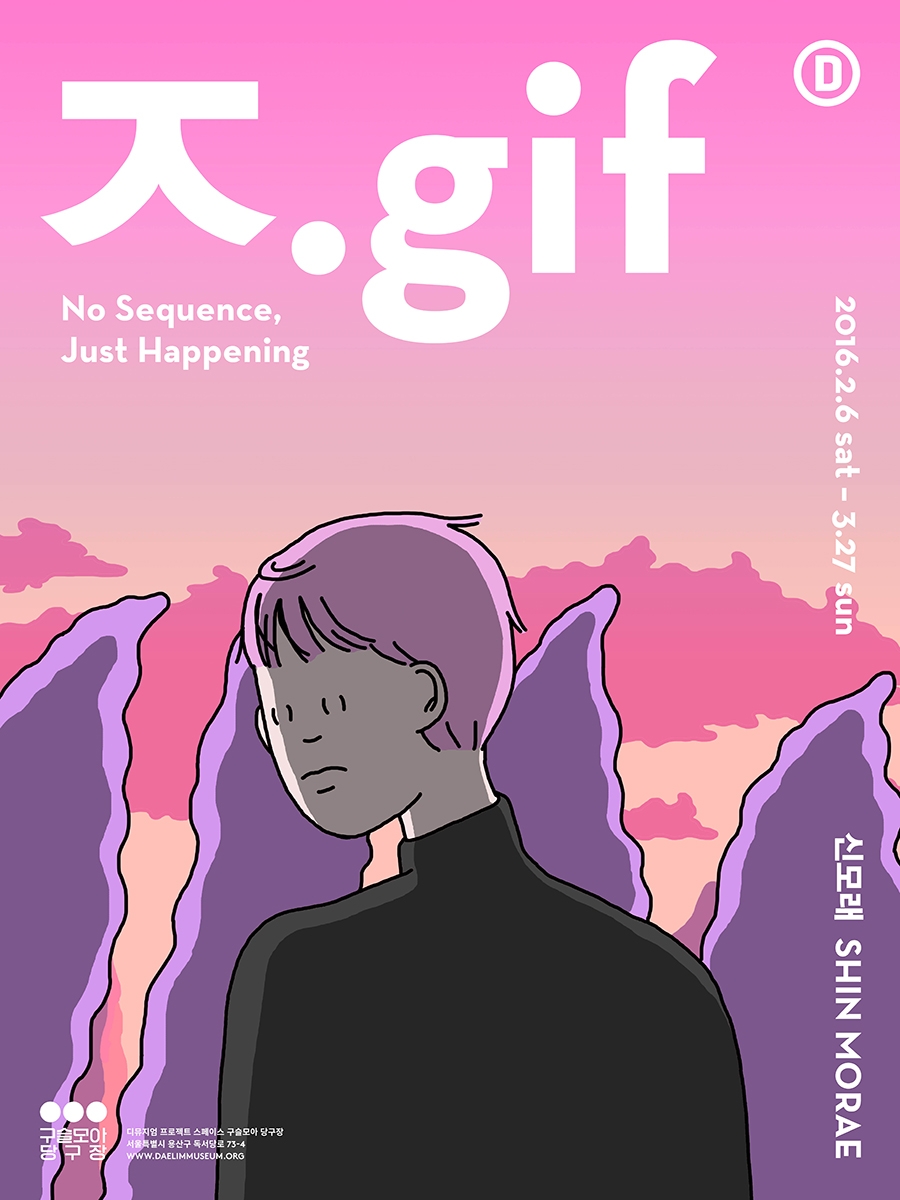 ㅈ.gif
D
No Sequence,
Just Happening
2016.2.6 sat – 3.27 sun
신모래 SHIN MORAE
구슬모아
당구장
디뮤지엄 프로젝트 스페이스 구슬모아 당구장
서울특별시 용산구 독서당로 73-4
WWW.DAELIMMUSEUM.ORG